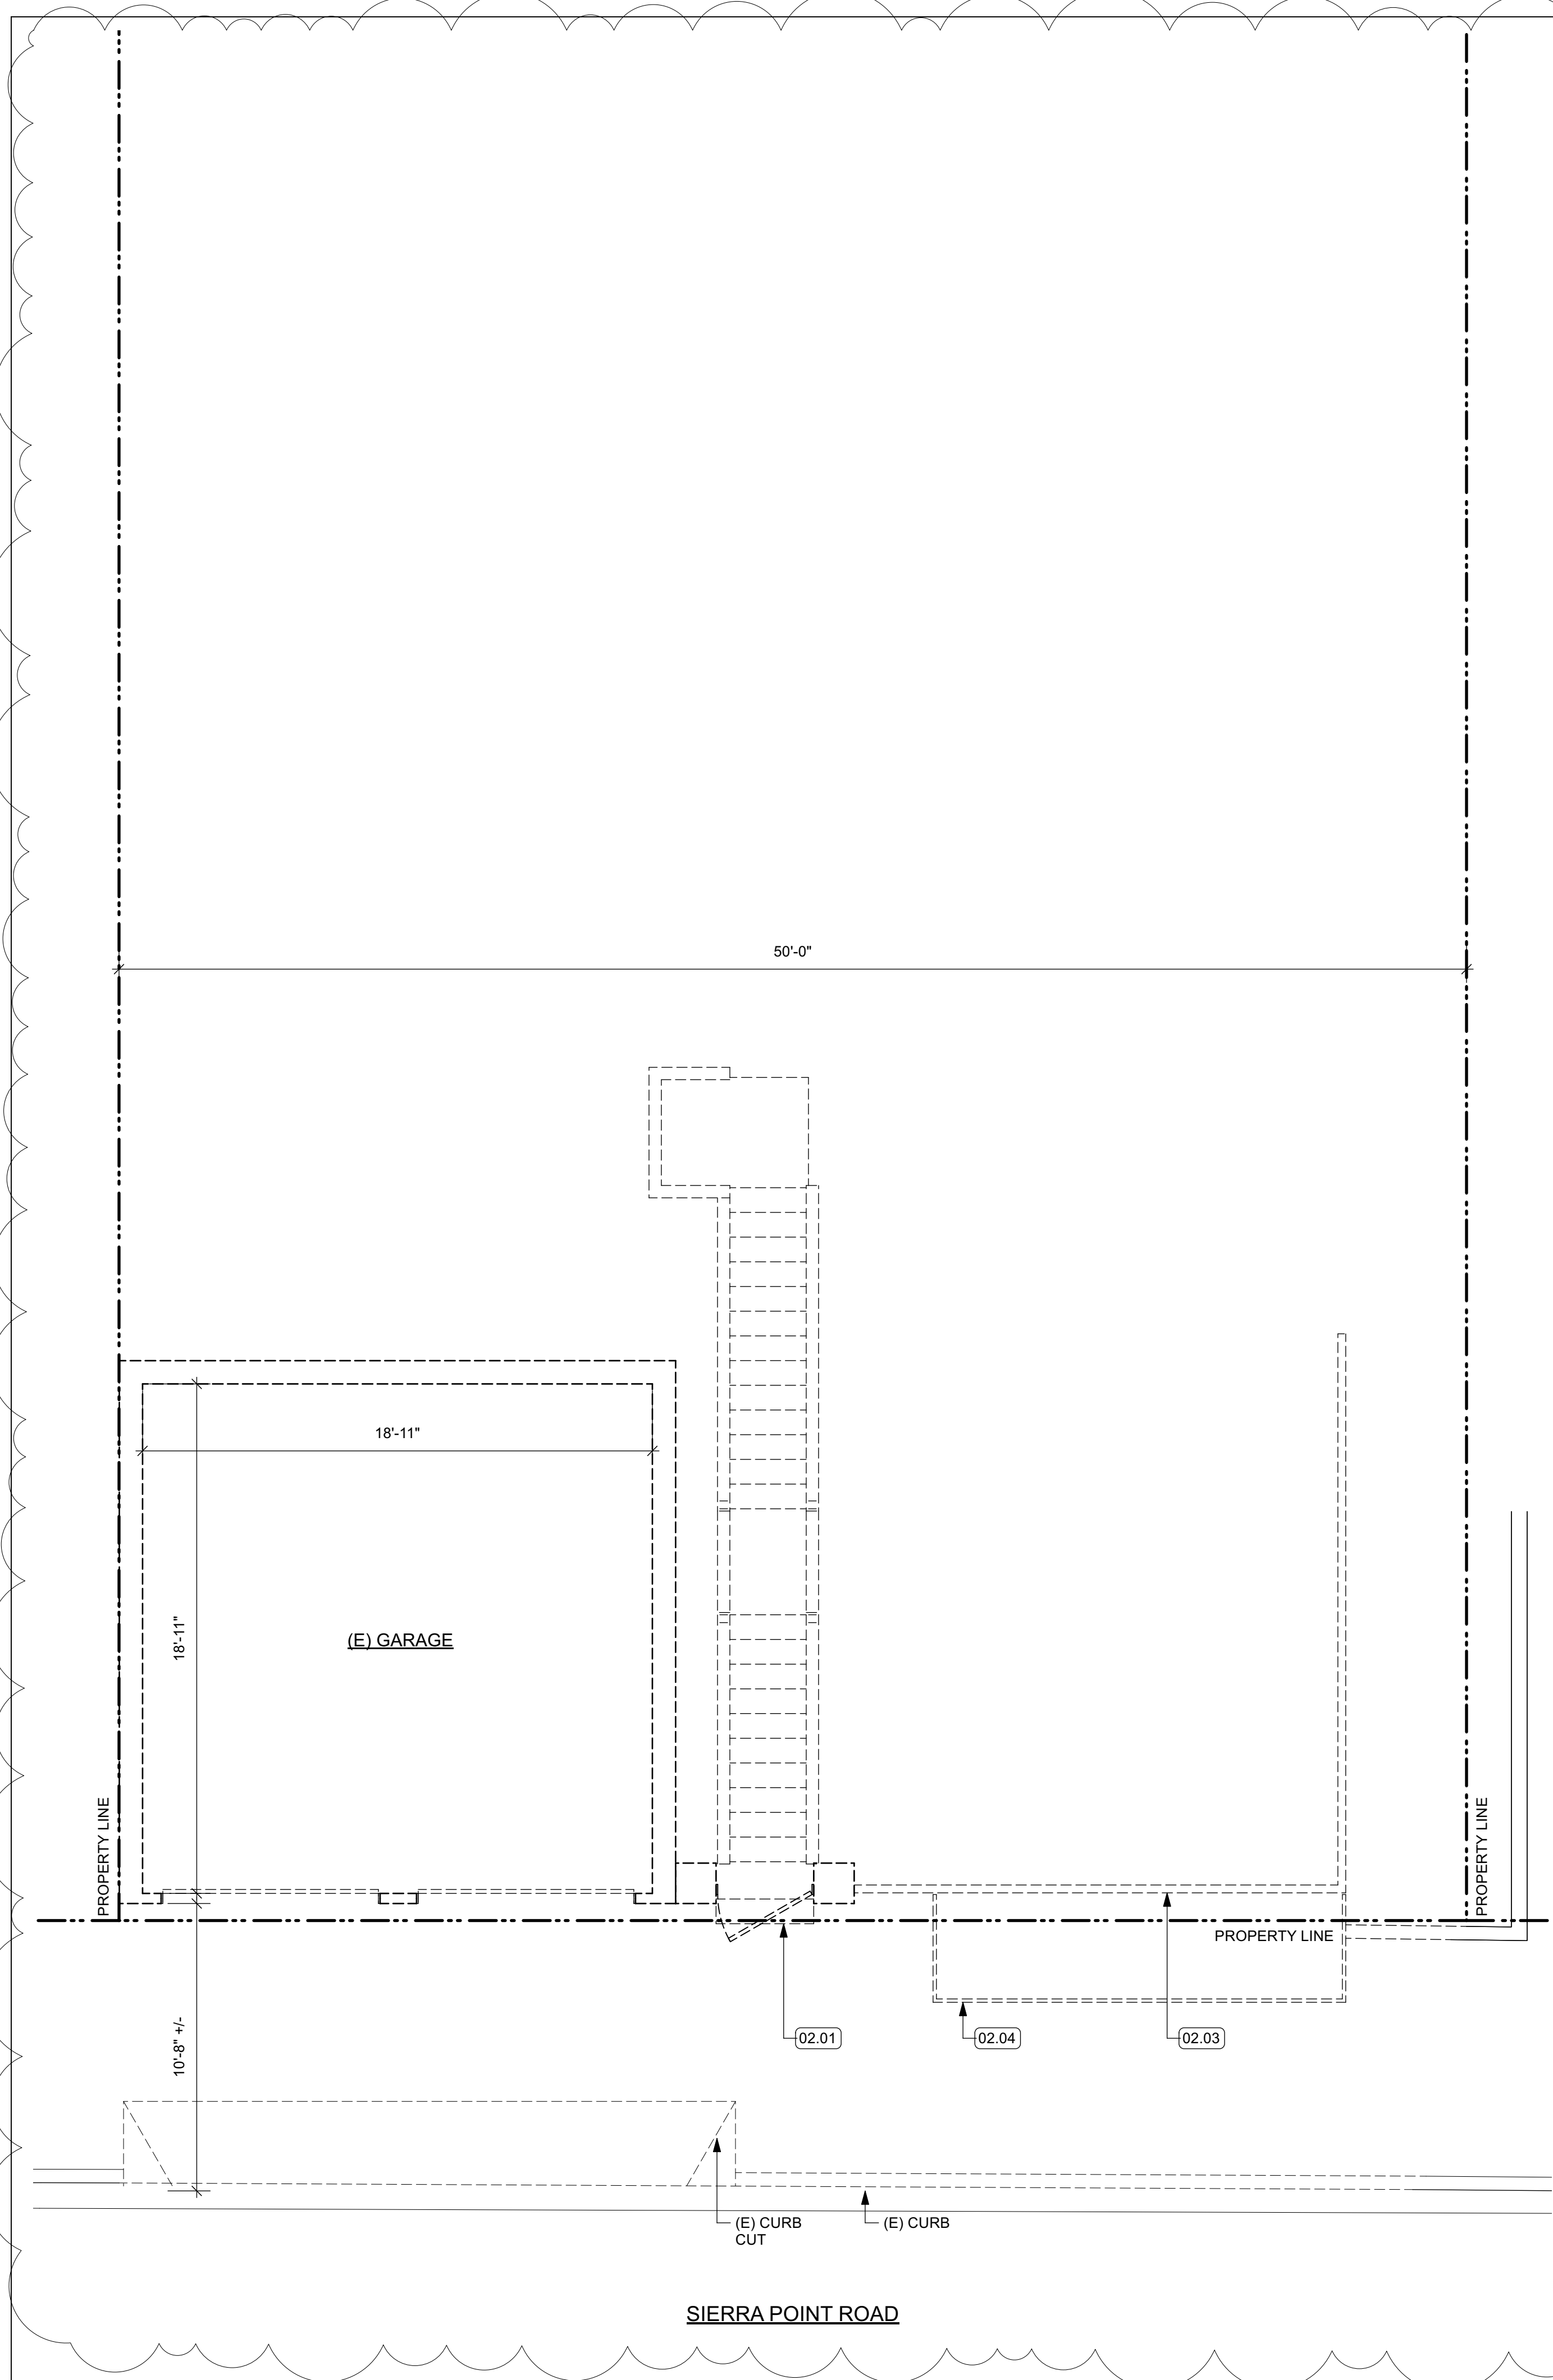 50'-0"
18'-11"
18'-11"
(E) GARAGE
PROPERTY LINE
PROPERTY LINE
PROPERTY LINE
10'-8" +/-
02.01
02.04
02.03
(E) CURB
CUT
(E) CURB
SIERRA POINT ROAD